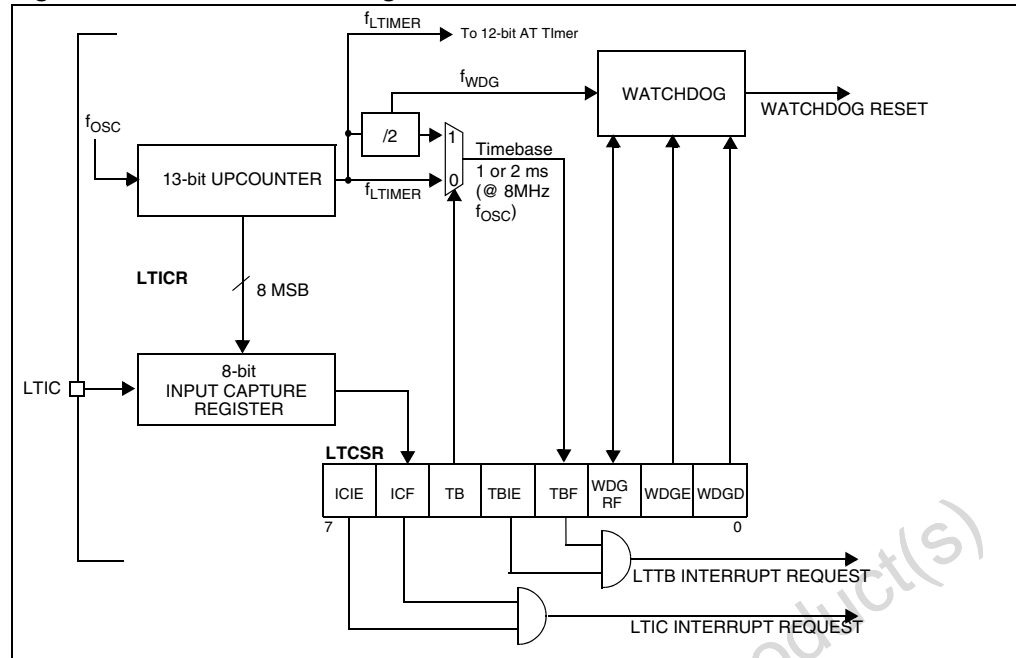 fLTIMER
To 12-bit AT TImer
fWDG
WATCHDOG
WATCHDOG RESET
fOSC
/2
1
0
Timebase
1 or 2 ms
(@ 8MHz
fOSC)
13-bit UPCOUNTER
fLTIMER
LTICR
8 MSB
LTIC
8-bit
INPUT CAPTURE
REGISTER
LTCSR
ICIE
ICF
TB
TBIE
TBF
WDG
RF
WDGE
WDGD
7
0
LTTB INTERRUPT REQUEST
LTIC INTERRUPT REQUEST